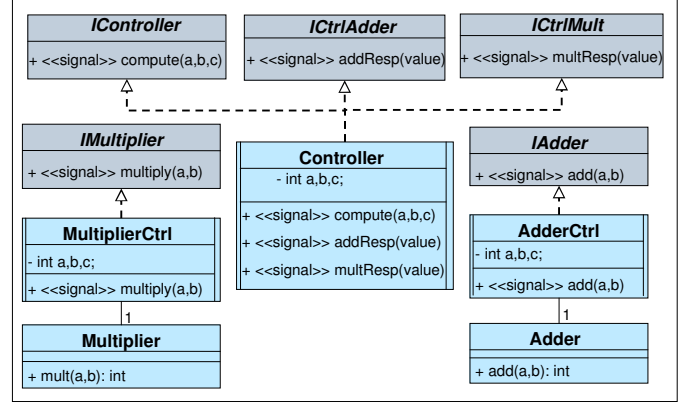 IController
+ <<signal>> compute(a,b,c)
ICtrlAdder
+ <<signal>> addResp(value)
ICtrlMult
+ <<signal>> multResp(value)
IMultiplier
+ <<signal>> multiply(a,b)
Controller
- int a,b,c;
+ <<signal>> compute(a,b,c)
+ <<signal>> addResp(value)
+ <<signal>> multResp(value)
IAdder
+ <<signal>> add(a,b)
MultiplierCtrl
- int a,b,c;
+ <<signal>> multiply(a,b)
1
Multiplier
+ mult(a,b): int
AdderCtrl
- int a,b,c;
+ <<signal>> add(a,b)
1
Adder
+ add(a,b): int